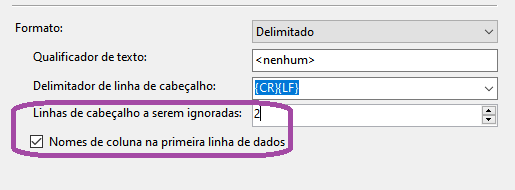 Formato: Delimitado
Qualificador de texto: <nenhum>
Delimitador de linha de cabeçalho: {CR}{LF}
Linhas de cabeçalho a serem ignoradas: 2
Nomes de coluna na primeira linha de dados